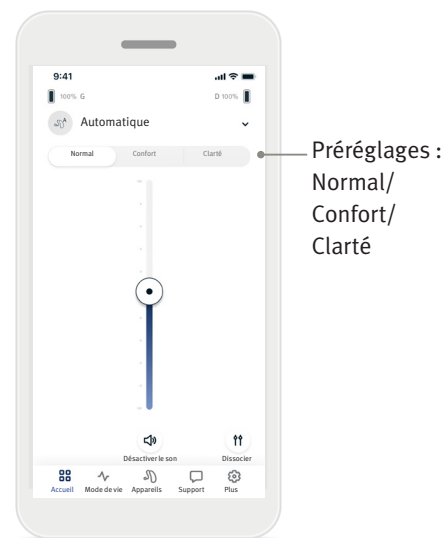 9:41
100% G
D 100%
Automatique
Normal Confort Clarté
Préréglages :
Normal/
Confort/
Clarté
Désactiver le son Dissocier
Accueil Mode de vie Appareils Support Plus